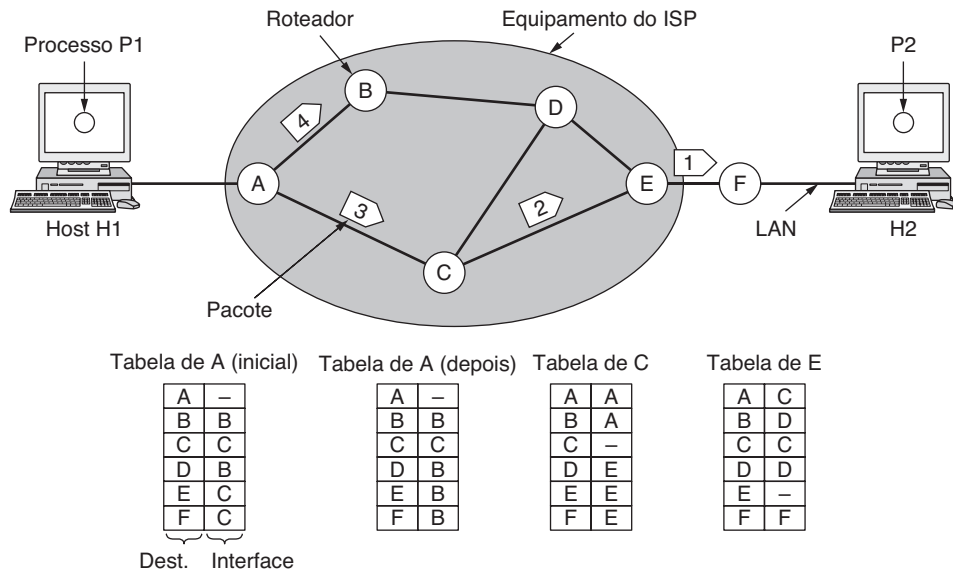 Roteador
Equipamento do ISP
Processo P1
P2
B
D
4
A
E
1
F
3
2
C
Host H1
LAN
H2
Pacote
Tabela de A (inicial)
A –
B B
C C
D B
E C
F C
Dest. Interface
Tabela de A (depois)
A –
B B
C C
D B
E B
F B
Tabela de C
A A
B A
C –
D E
E E
F E
Tabela de E
A C
B D
C C
D D
E –
F F